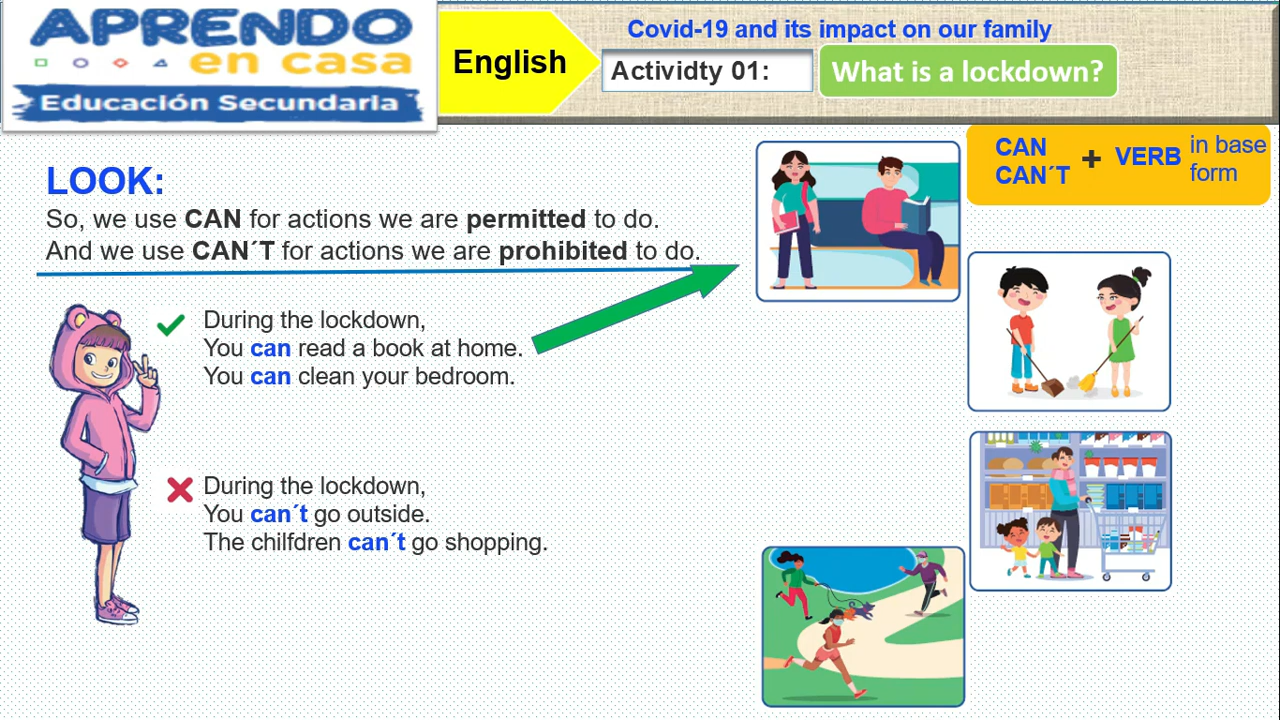 APRENDO
en casa
Educación Secundaria
English
Covid-19 and its impact on our family
Activídty 01:
What is a lockdown?
CAN
CAN´T
+
VERB
in base
form
LOOK:
So, we use CAN for actions we are permitted to do.
And we use CAN´T for actions we are prohibited to do.
During the lockdown,
You can read a book at home.
You can clean your bedroom.
During the lockdown,
You can´t go outside.
The chilfdren can´t go shopping.